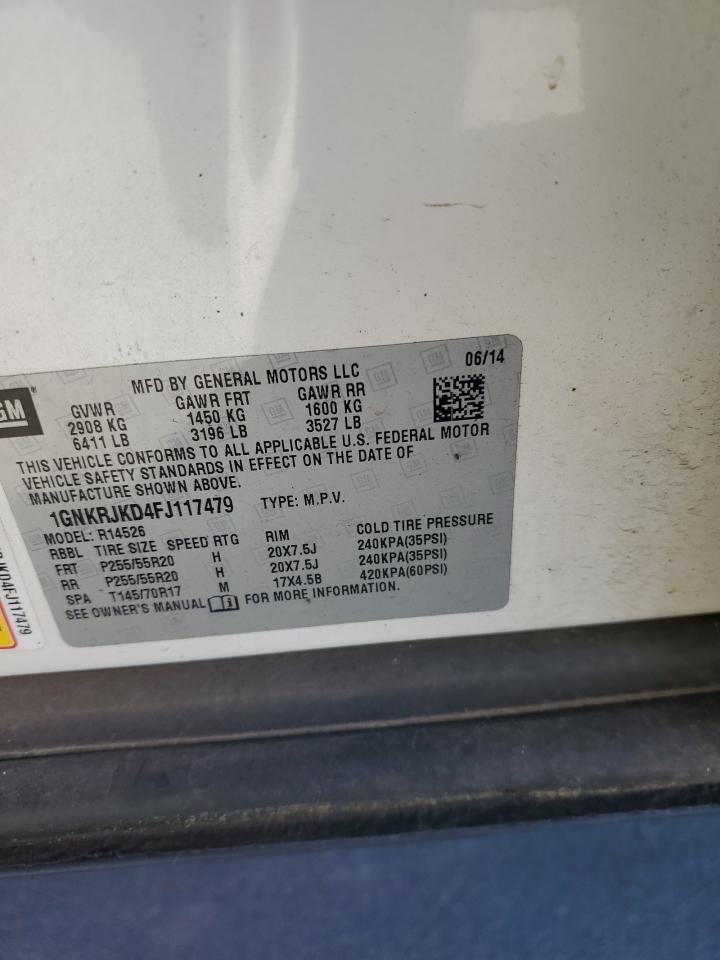 GM ®
MFD BY GENERAL MOTORS LLC 06/14
GVWR GAWR FRT GAWR RR
2908 KG 1450 KG 1600 KG
6411 LB 3196 LB 3527 LB
THIS VEHICLE CONFORMS TO ALL APPLICABLE U.S. FEDERAL MOTOR
VEHICLE SAFETY STANDARDS IN EFFECT ON THE DATE OF
MANUFACTURE SHOWN ABOVE.
1GNKRJKD4FJ117479 TYPE: M.P.V.
MODEL: R14526
RBBL TIRE SIZE SPEED RTG RIM COLD TIRE PRESSURE
FRT P255/55R20 H 20X7.5J 240KPA(35PSI)
RR P255/55R20 H 20X7.5J 240KPA(35PSI)
SPA T145/70R17 M 17X4.5B 420KPA(60PSI)
SEE OWNER'S MANUAL FOR MORE INFORMATION.
JKD4FJ117479